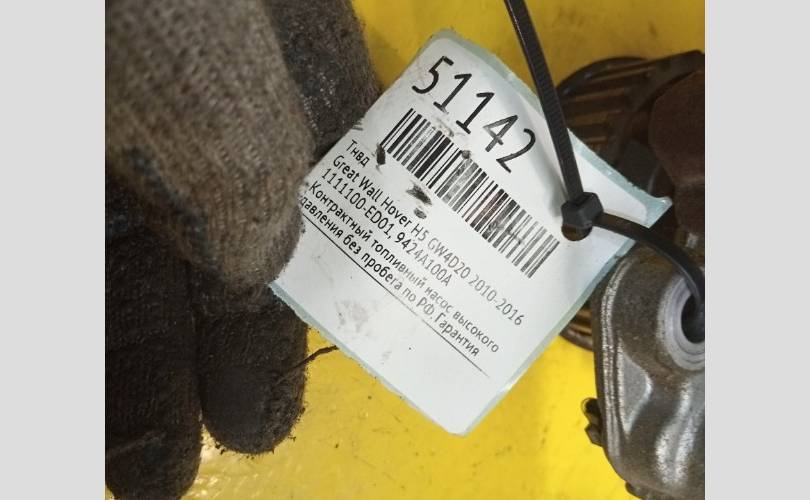 51142
ТНВД
Great Wall Hover H5 GW4D20 2010-2016
1111100-ED01, 9424A100A
Контрактный топливный насос высокого
давления без пробега по РФ. Гарантия